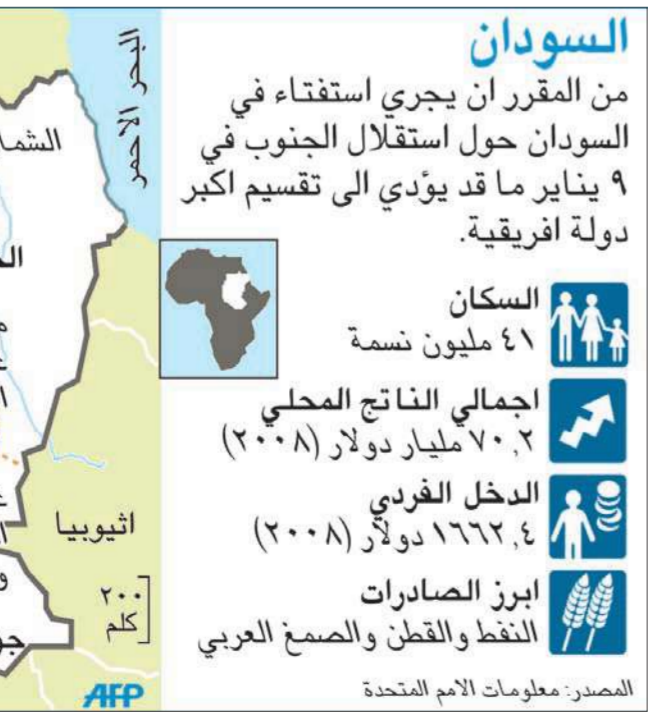 السودان
من المقرر ان يجري استفتاء في
السودان حول استقلال الجنوب في
٩ يناير ما قد يؤدي الى تقسيم اكبر
دولة افريقية.
السكان
٤١ مليون نسمة
اجمالي الناتج المحلي
٧٠,٢ مليار دولار (٢٠٠٨)
الدخل الفردي
١٦٦٢,٤ دولار (٢٠٠٨)
ابرز الصادرات
النفط والقطن والصمغ العربي
المصدر: معلومات الامم المتحدة
البحر الاحمر
اثيوبيا
٢٠٠
كلم
AFP